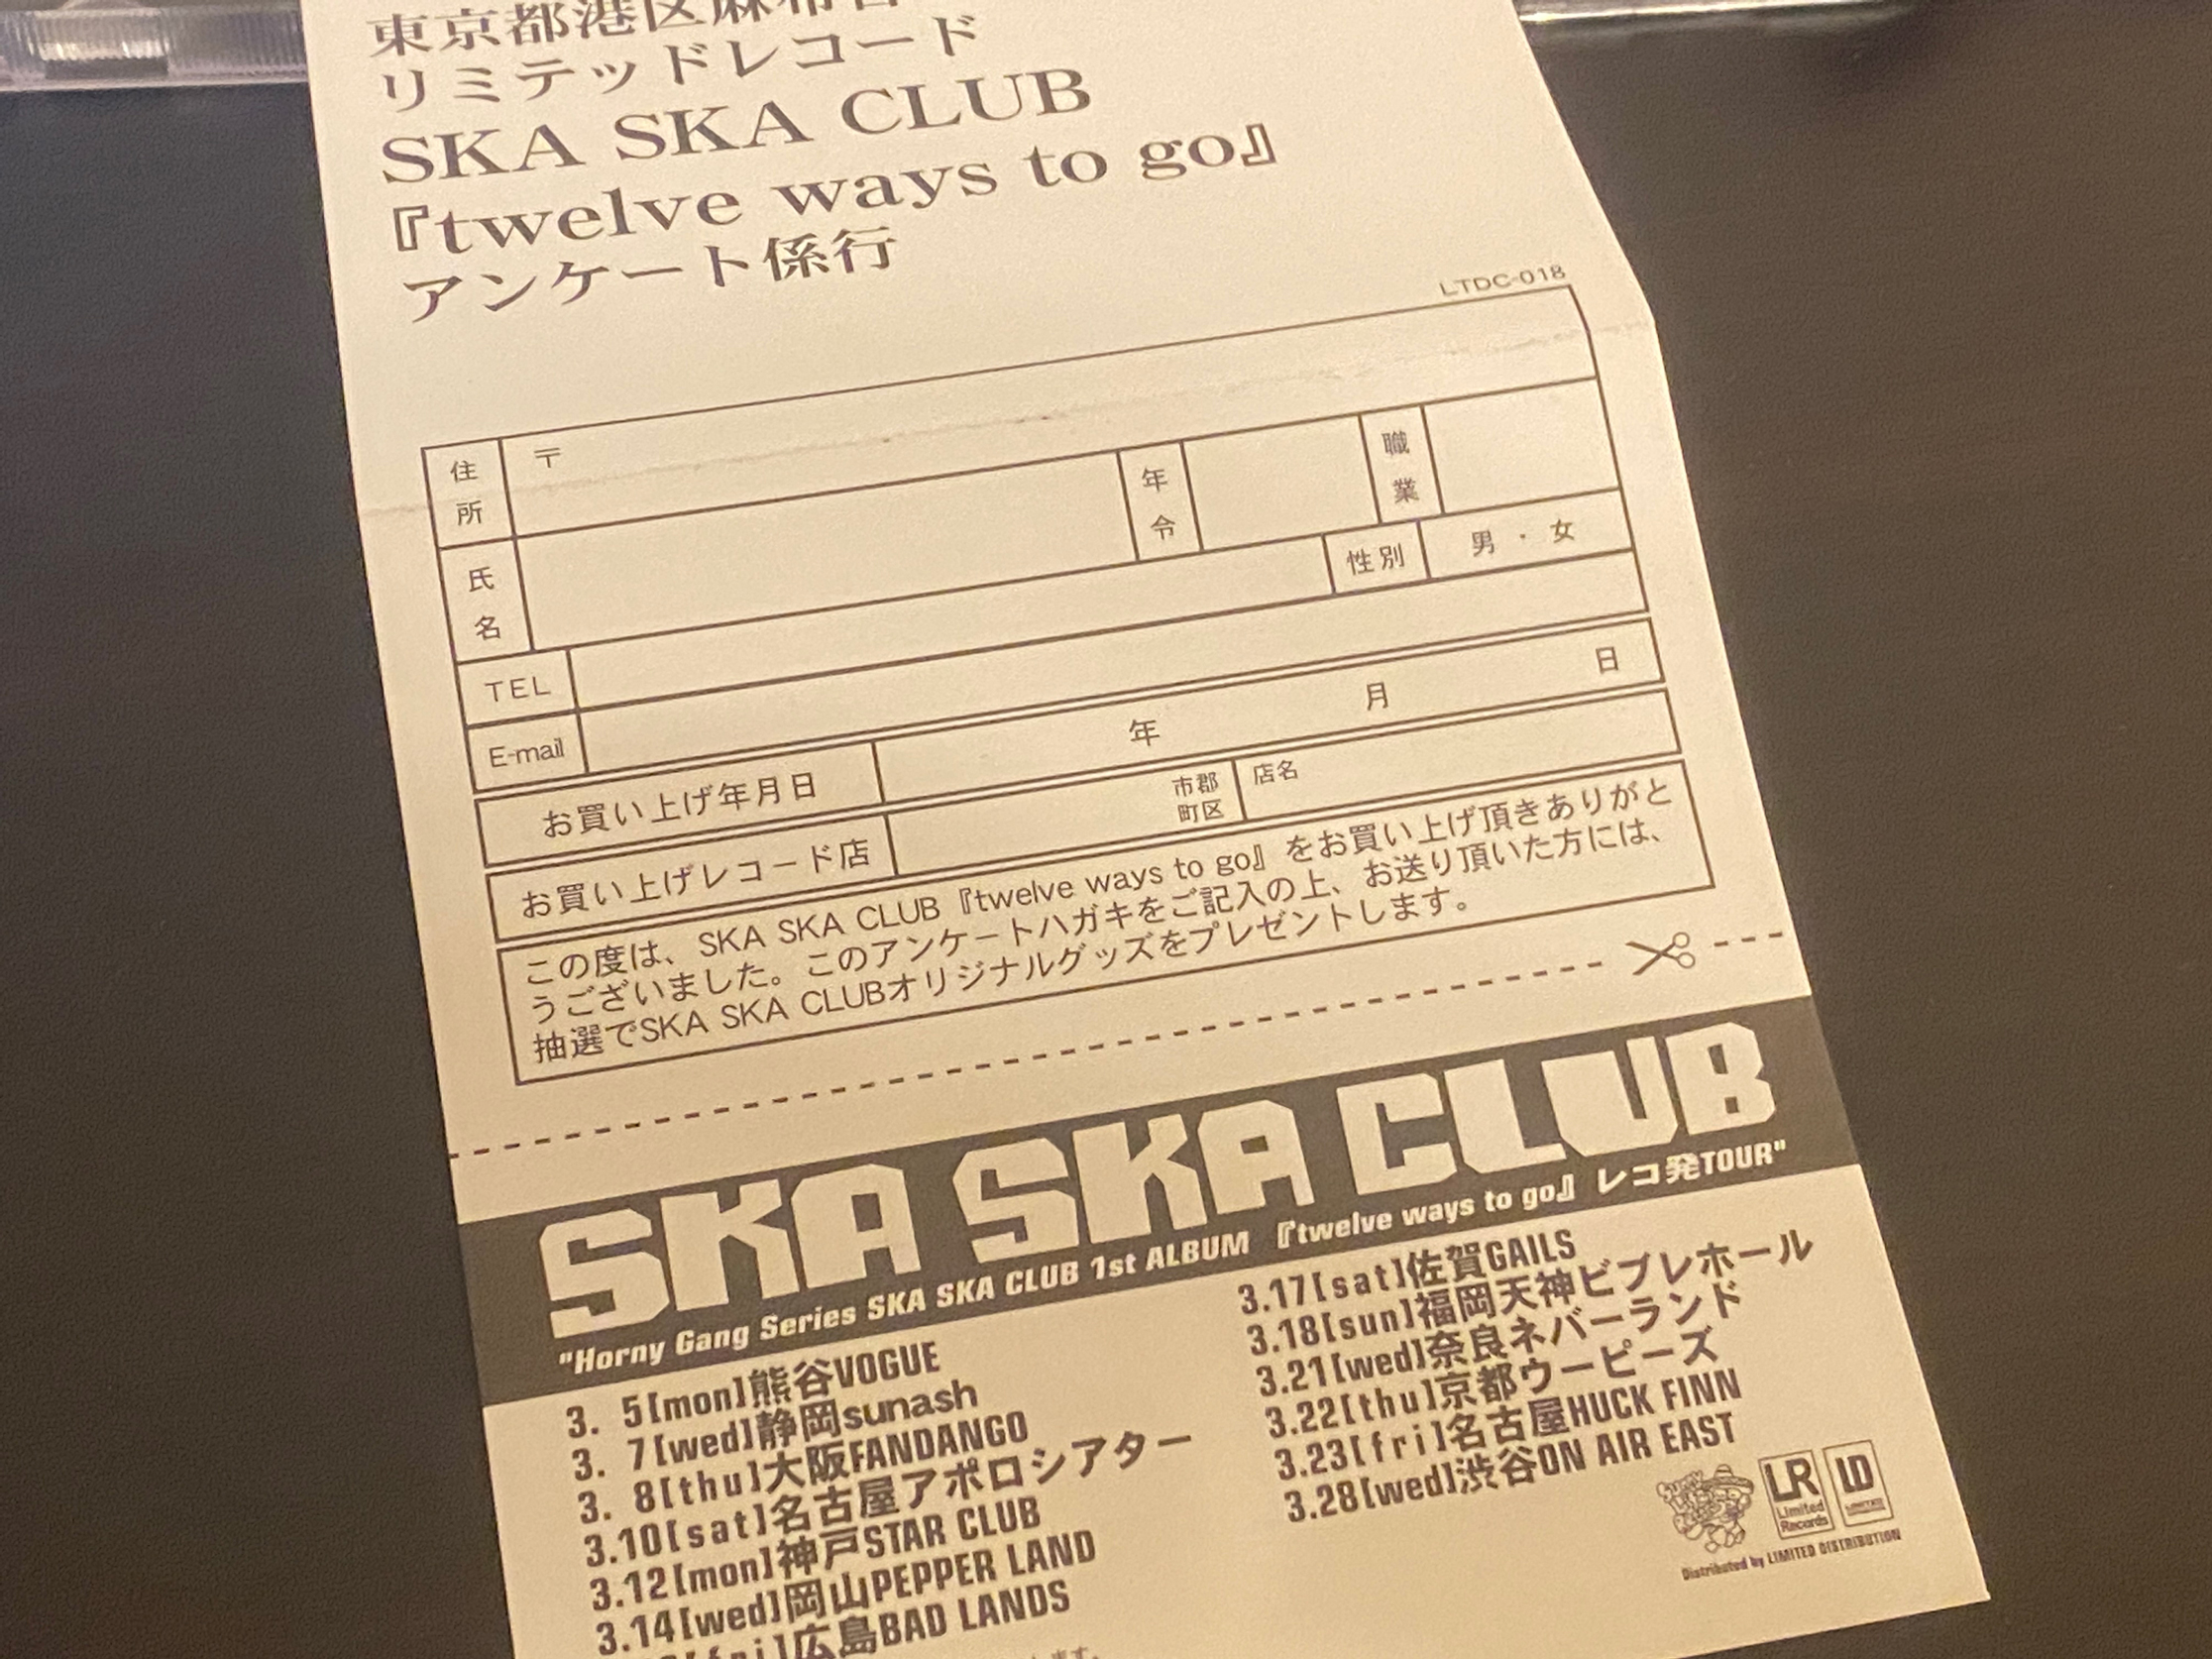 東京都港区麻布
リミテッドレコード
SKA SKA CLUB
『twelve ways to go』
アンケート係行
LTDC-018
住所
〒
氏名
年令
職業
性別
男・女
TEL
E-mail
お買い上げ年月日
年 月 日
お買い上げレコード店
市郡
町区
店名
この度は、SKA SKA CLUB『twelve ways to go』をお買い上げ頂きありがと
うございました。このアンケートハガキをご記入の上、お送り頂いた方には、
抽選でSKA SKA CLUBオリジナルグッズをプレゼントします。
SKA SKA CLUB
"Horny Gang Series SKA SKA CLUB 1st ALBUM 『twelve ways to go』 レコ発TOUR"
3. 5[mon]熊谷VOGUE
3. 7[wed]静岡sunash
3. 8[thu]大阪FANDANGO
3.10[sat]名古屋アポロシアター
3.12[mon]神戸STAR CLUB
3.14[wed]岡山PEPPER LAND
[fri]広島BAD LANDS
3.17[sat]佐賀GAILS
3.18[sun]福岡天神ビブレホール
3.21[wed]奈良ネバーランド
3.22[thu]京都ウーピーズ
3.23[fri]名古屋HUCK FINN
3.28[wed]渋谷ON AIR EAST
LR
Limited
Records
LD
LIMITED
Distributed by LIMITED DISTRIBUTION
ます。